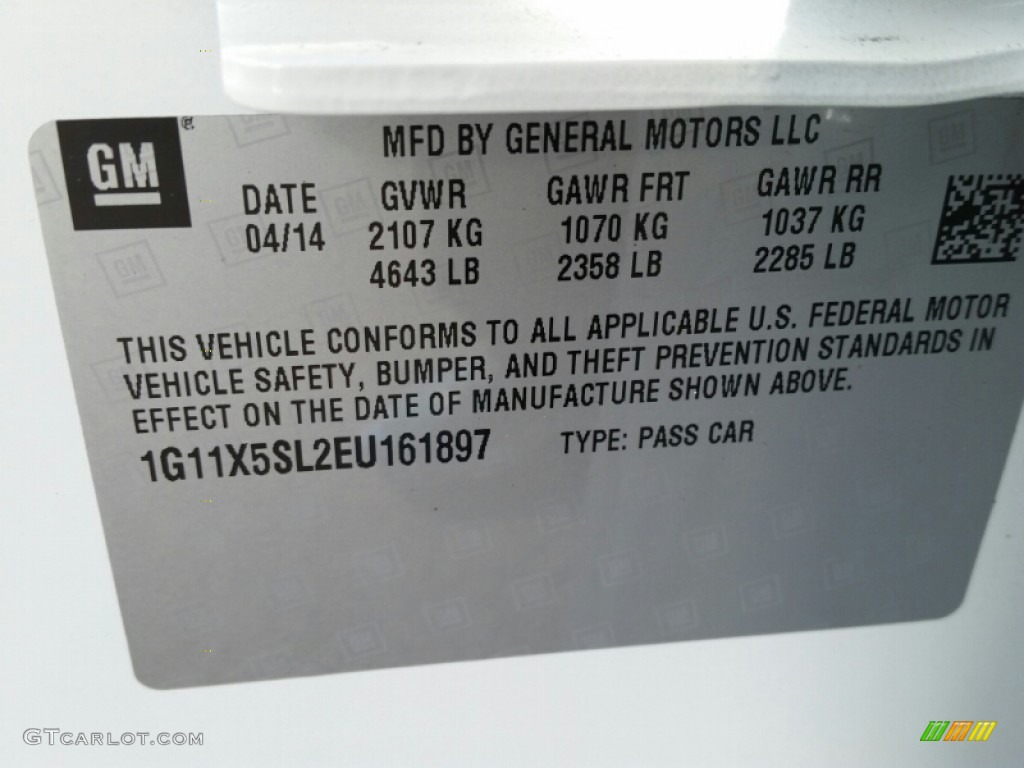 GM
MFD BY GENERAL MOTORS LLC
DATE GVWR GAWR FRT GAWR RR
04/14 2107 KG 1070 KG 1037 KG
4643 LB 2358 LB 2285 LB
THIS VEHICLE CONFORMS TO ALL APPLICABLE U.S. FEDERAL MOTOR
VEHICLE SAFETY, BUMPER, AND THEFT PREVENTION STANDARDS IN
EFFECT ON THE DATE OF MANUFACTURE SHOWN ABOVE.
1G11X5SL2EU161897 TYPE: PASS CAR
GTCARLOT.COM